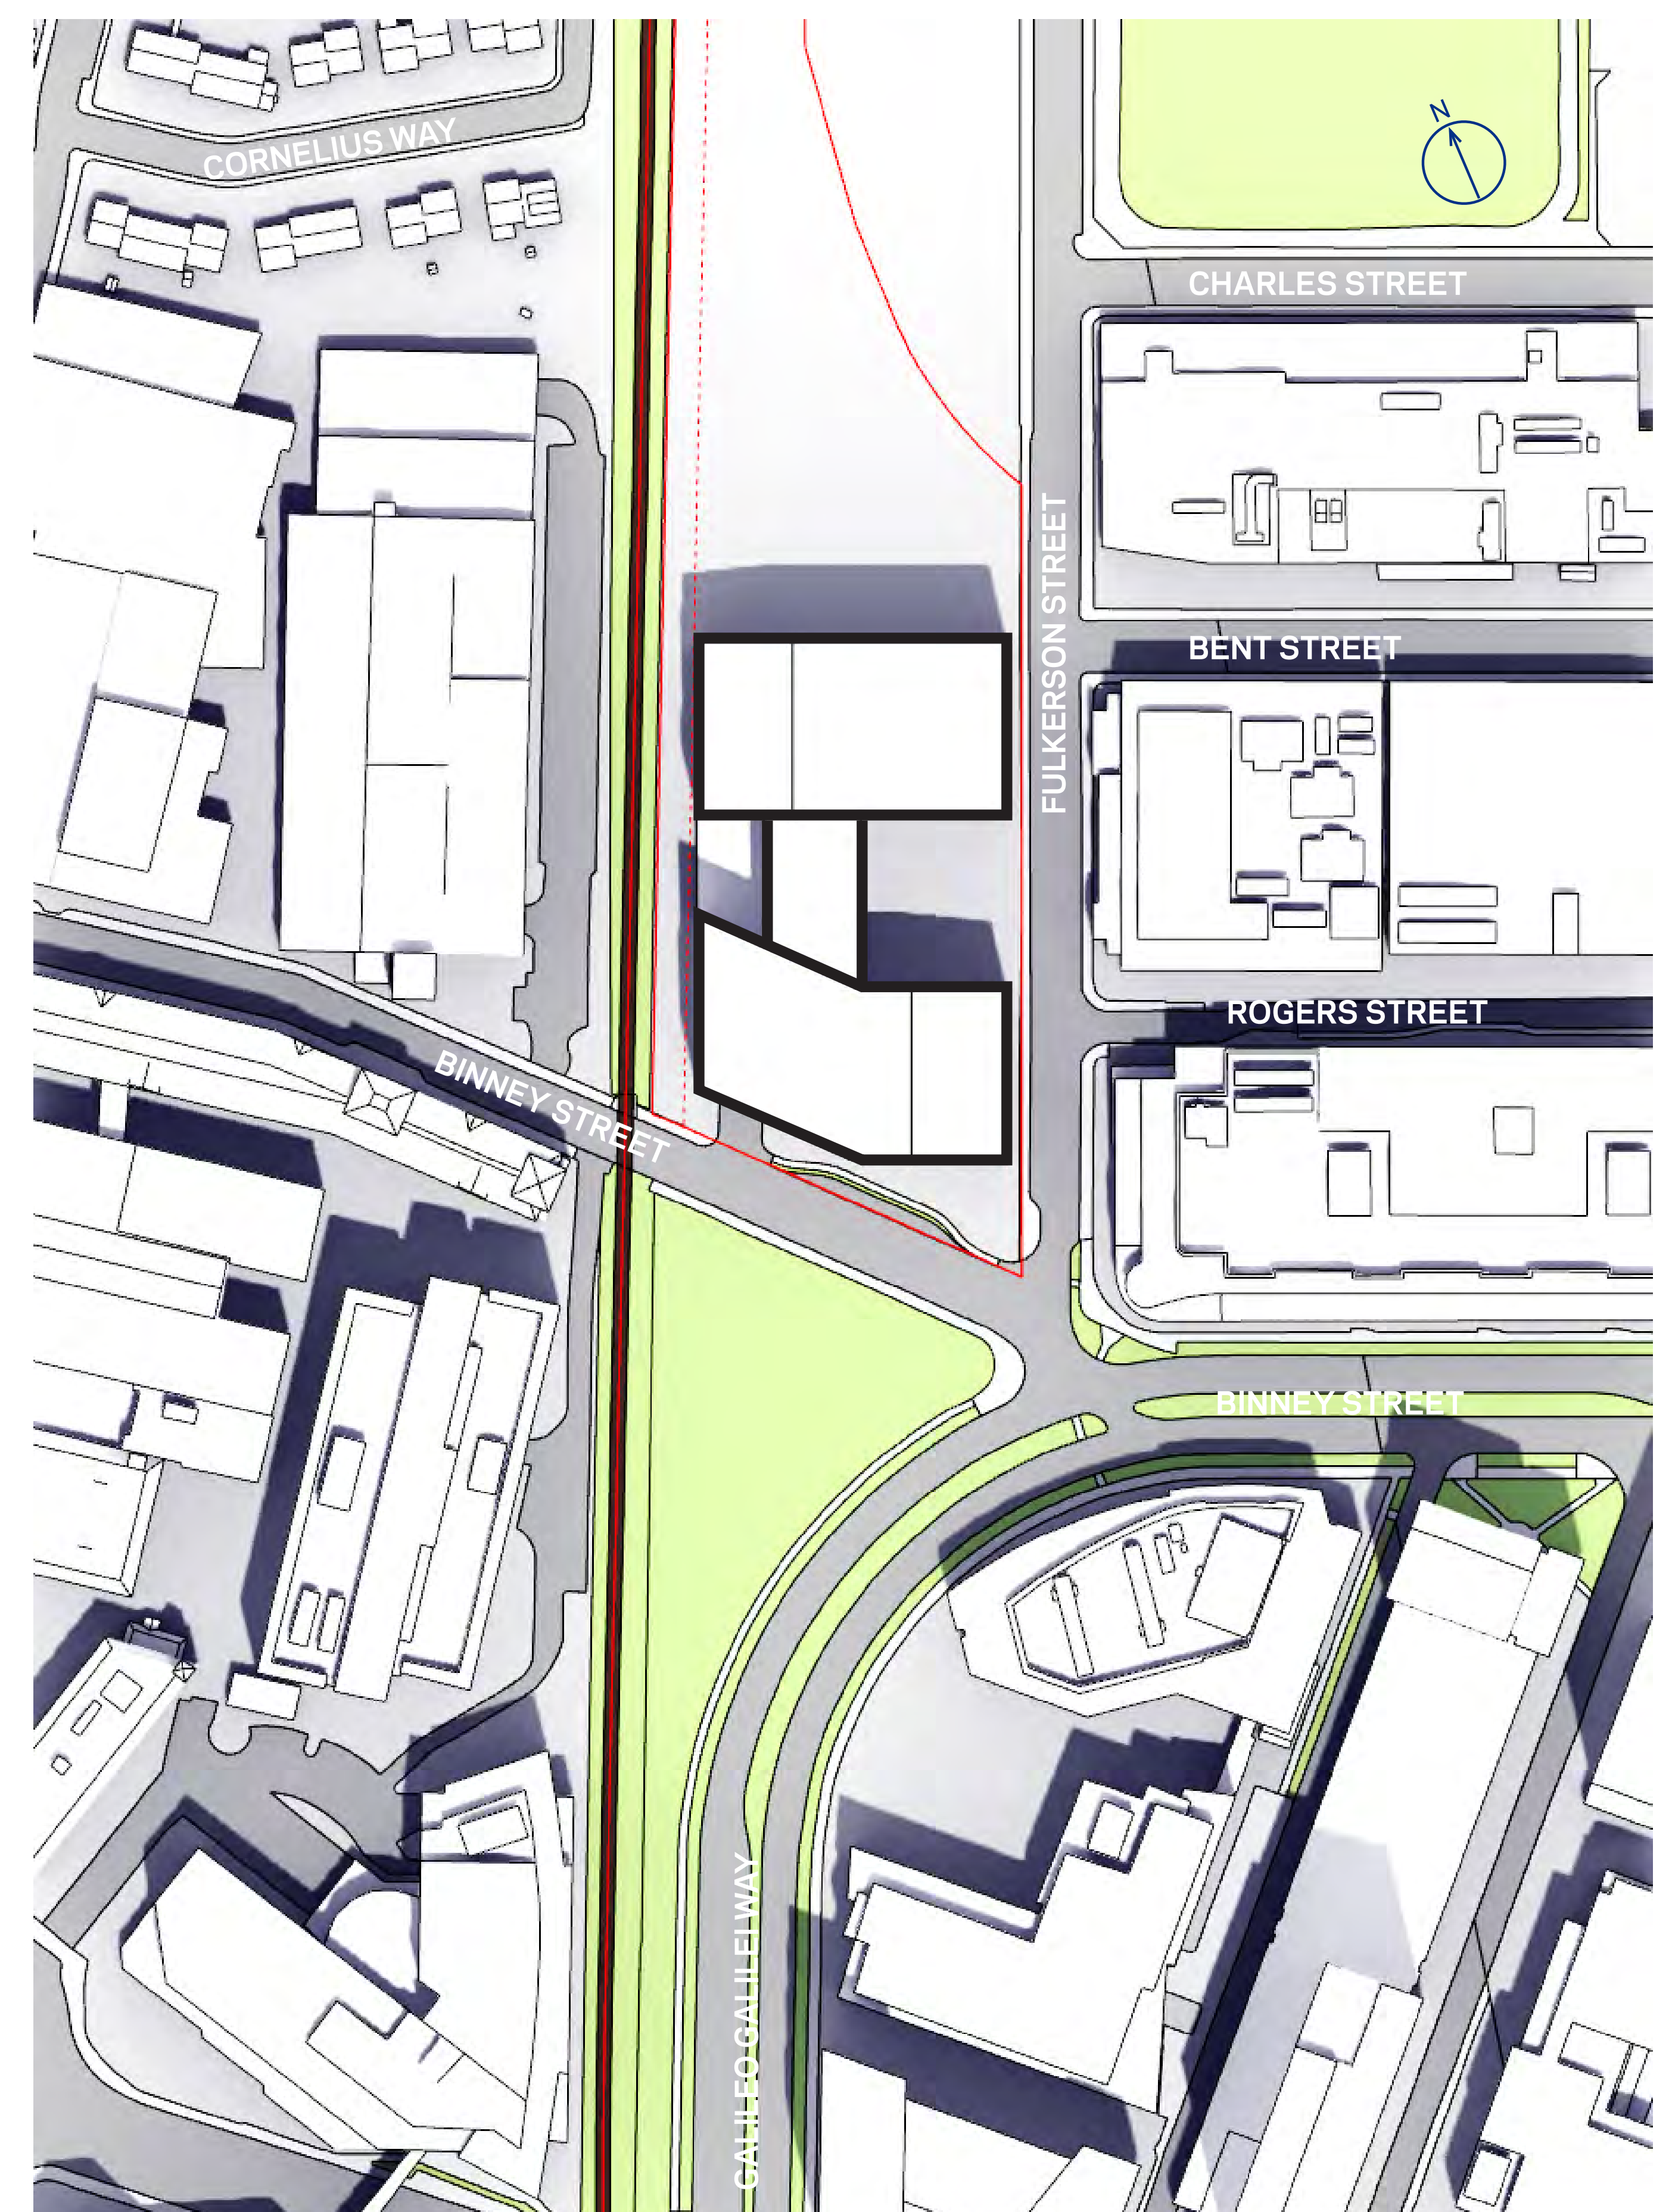 N
CORNELIUS WAY
CHARLES STREET
FULKERSON STREET
BENT STREET
ROGERS STREET
BINNEY STREET
BINNEY STREET
GALILEO GALILEI WAY